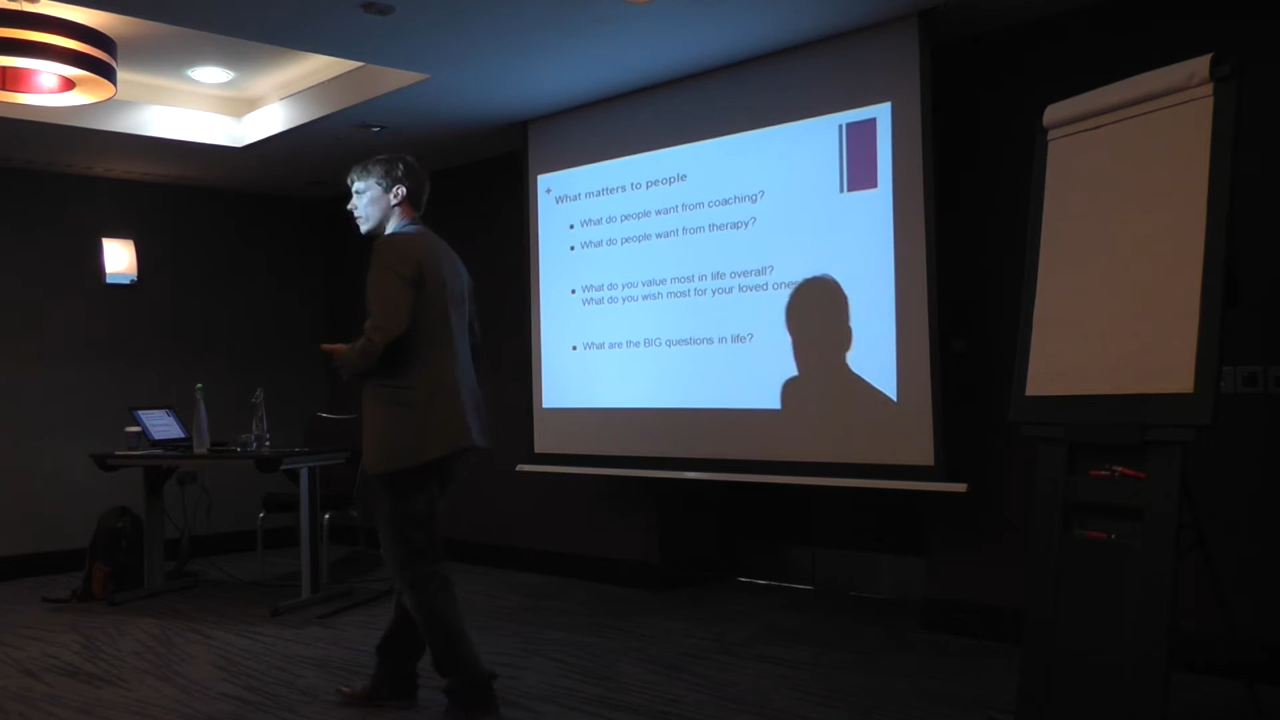 + What matters to people
▪ What do people want from coaching?
▪ What do people want from therapy?
▪ What do you value most in life overall?
What do you wish most for your loved ones
▪ What are the BIG questions in life?